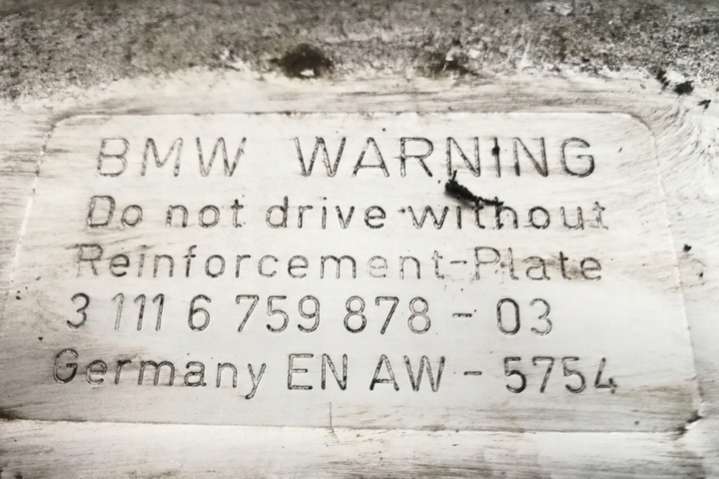 BMW WARNING
Do not drive without
Reinforcement-Plate
3 111 6 759 878 - 03
Germany EN AW - 5754